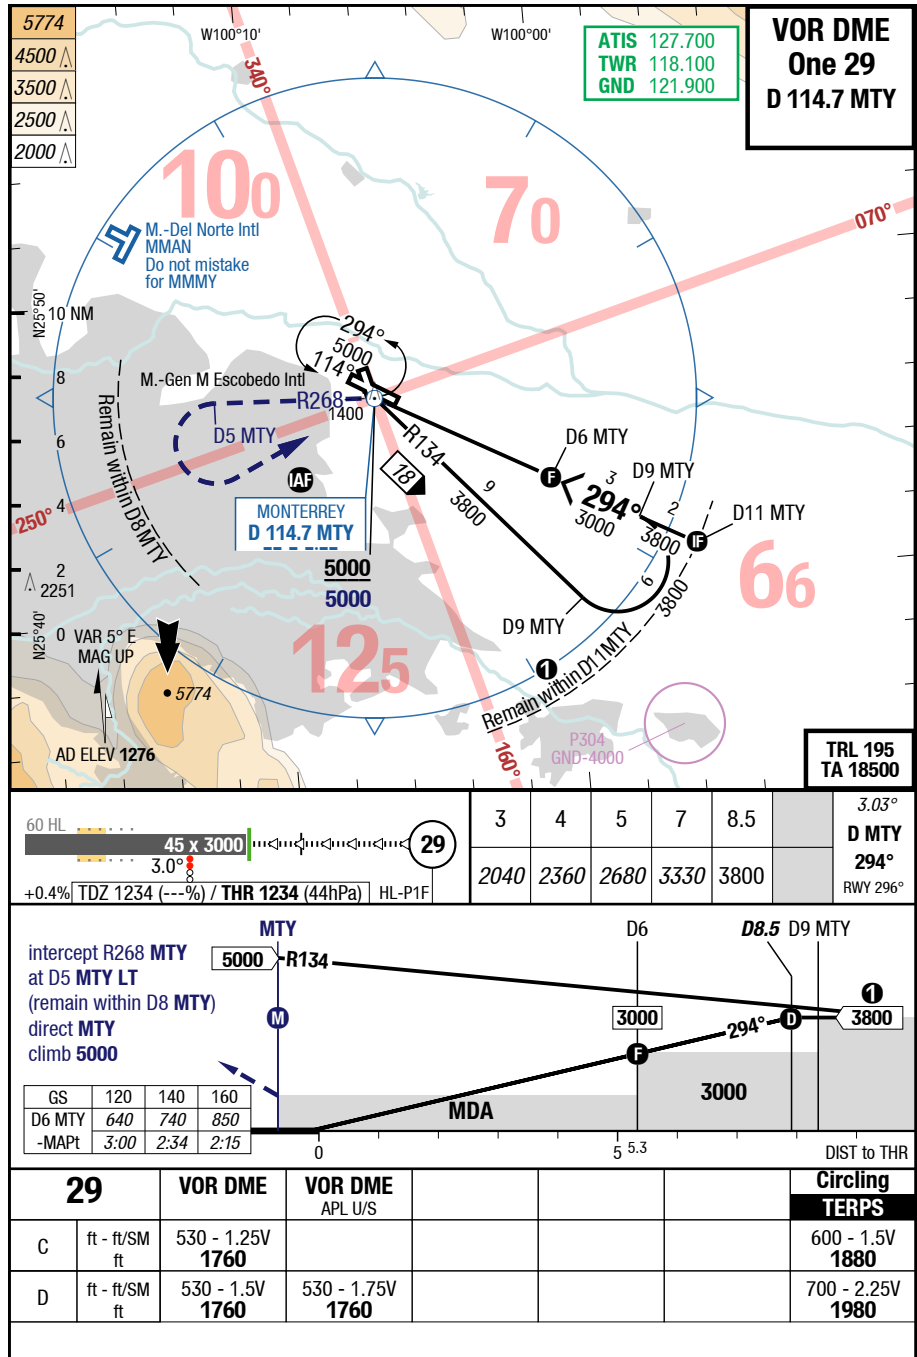 5774
4500
3500
2500
2000
W100°10'
W100°00'
ATIS 127.700
TWR 118.100
GND 121.900
VOR DME
One 29
D 114.7 MTY
340°
100
70
070°
M.-Del Norte Intl
MMAN
Do not mistake
for MMMY
N25°50'
10 NM
8
6
4
2
0
N25°40'
294°
5000
114°
M.-Gen M Escobedo Intl
R268
1400
D5 MTY
Remain within D8 MTY
R134
18
9
3800
D6 MTY
F
3
294°
3000
D9 MTY
2
3800
D11 MTY
IF
IAF
MONTERREY
D 114.7 MTY
250°
5000
5000
66
6
3800
D9 MTY
1
Remain within D11 MTY
2251
VAR 5° E
MAG UP
125
5774
P304
GND-4000
160°
AD ELEV 1276
TRL 195
TA 18500
60 HL
45 x 3000
29
3.0°
+0.4%
TDZ 1234 (---%) / THR 1234 (44hPa)
HL-P1F
3 4 5 7 8.5
2040 2360 2680 3330 3800
3.03°
D MTY
294°
RWY 296°
MTY
D6
D8.5
D9 MTY
intercept R268 MTY
at D5 MTY LT
(remain within D8 MTY)
direct MTY
climb 5000
5000
R134
M
3000
F
294°
D
1
3800
MDA
3000
GS 120 140 160
D6 MTY 640 740 850
-MAPt 3:00 2:34 2:15
0
5
5.3
DIST to THR
29
VOR DME
VOR DME
APL U/S
Circling
TERPS
C
ft - ft/SM
ft
530 - 1.25V
1760
600 - 1.5V
1880
D
ft - ft/SM
ft
530 - 1.5V
1760
530 - 1.75V
1760
700 - 2.25V
1980